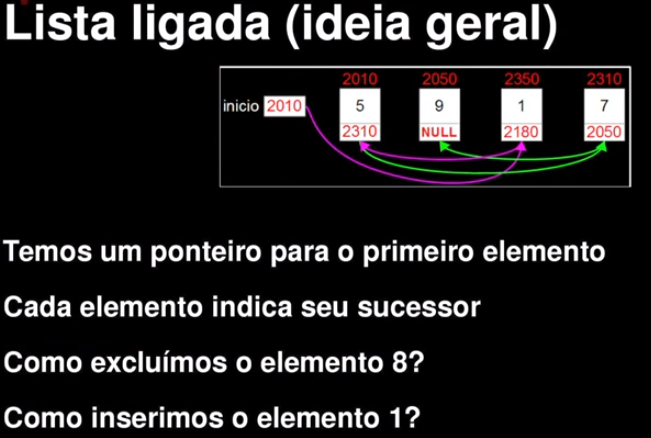 Lista ligada (ideia geral)
2010 2050 2350 2310
inicio 2010 5 9 1 7
2310 NULL 2180 2050
Temos um ponteiro para o primeiro elemento
Cada elemento indica seu sucessor
Como excluímos o elemento 8?
Como inserimos o elemento 1?